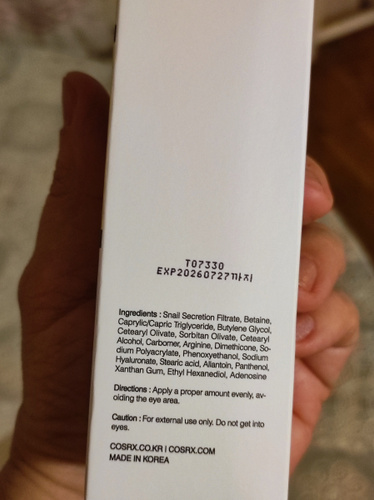 T07330
EXP20260727까지
Ingredients : Snail Secretion Filtrate, Betaine,
Caprylic/Capric Triglyceride, Butylene Glycol,
Cetearyl Olivate, Sorbitan Olivate, Cetearyl
Alcohol, Carbomer, Arginine, Dimethicone, So-
dium Polyacrylate, Phenoxyethanol, Sodium
Hyaluronate, Stearic acid, Allantoin, Panthenol,
Xanthan Gum, Ethyl Hexanediol, Adenosine
Directions : Apply a proper amount evenly, av-
oiding the eye area.
Caution : For external use only. Do not get into
eyes.
COSRX.CO.KR | COSRX.COM
MADE IN KOREA